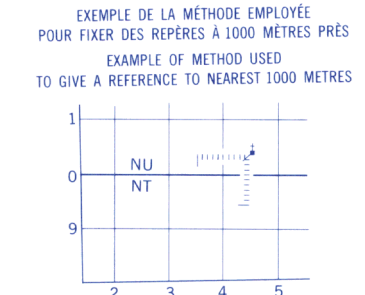 EXEMPLE DE LA MÉTHODE EMPLOYÉE
POUR FIXER DES REPÈRES À 1000 MÈTRES PRÈS
EXAMPLE OF METHOD USED
TO GIVE A REFERENCE TO NEAREST 1000 METRES
1
NU
0
NT
9
2 3 4 5